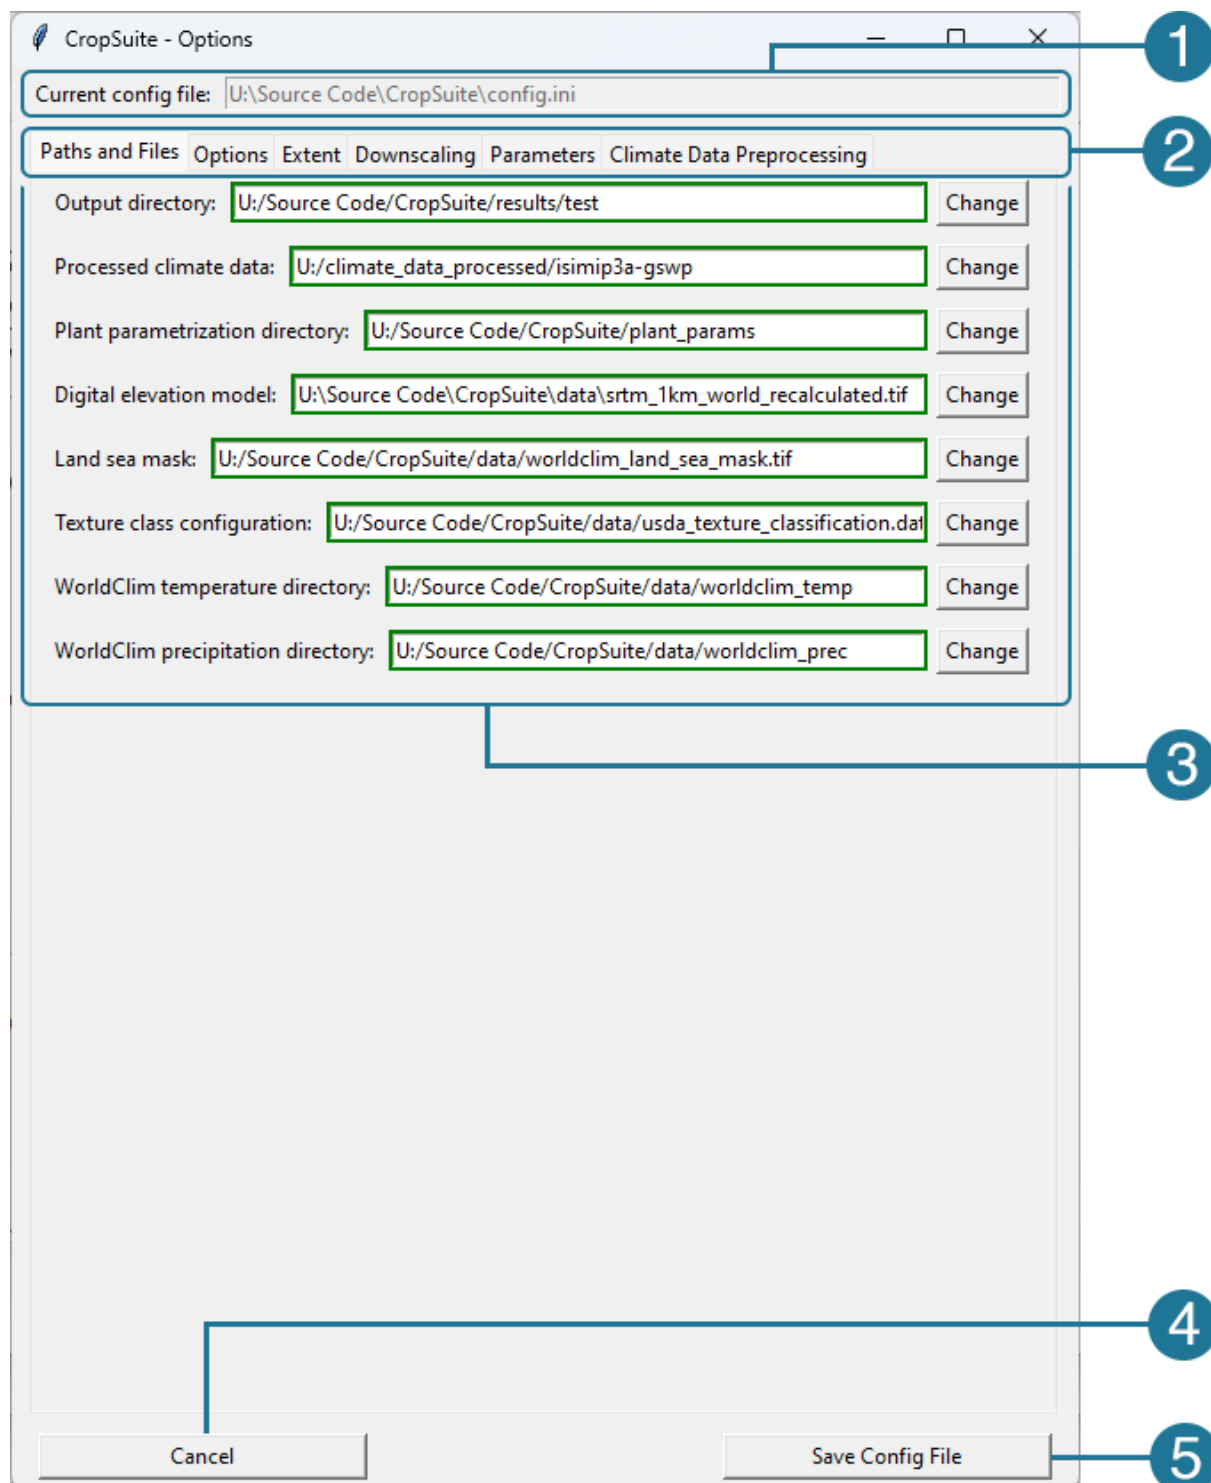 CropSuite - Options
1
Current config file: U:\Source Code\CropSuite\config.ini
Paths and Files Options Extent Downscaling Parameters Climate Data Preprocessing
2
Output directory: U:/Source Code/CropSuite/results/test Change
Processed climate data: U:/climate_data_processed/isimip3a-gswp Change
Plant parametrization directory: U:/Source Code/CropSuite/plant_params Change
Digital elevation model: U:\Source Code\CropSuite\data\srtm_1km_world_recalculated.tif Change
Land sea mask: U:/Source Code/CropSuite/data/worldclim_land_sea_mask.tif Change
Texture class configuration: U:/Source Code/CropSuite/data/usda_texture_classification.dat Change
WorldClim temperature directory: U:/Source Code/CropSuite/data/worldclim_temp Change
WorldClim precipitation directory: U:/Source Code/CropSuite/data/worldclim_prec Change
3
4
Cancel Save Config File
5